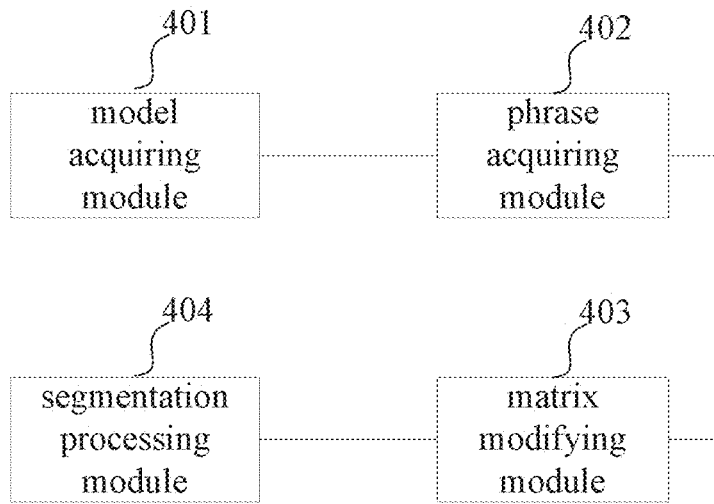 401
model
acquiring
module
402
phrase
acquiring
module
404
segmentation
processing
module
403
matrix
modifying
module